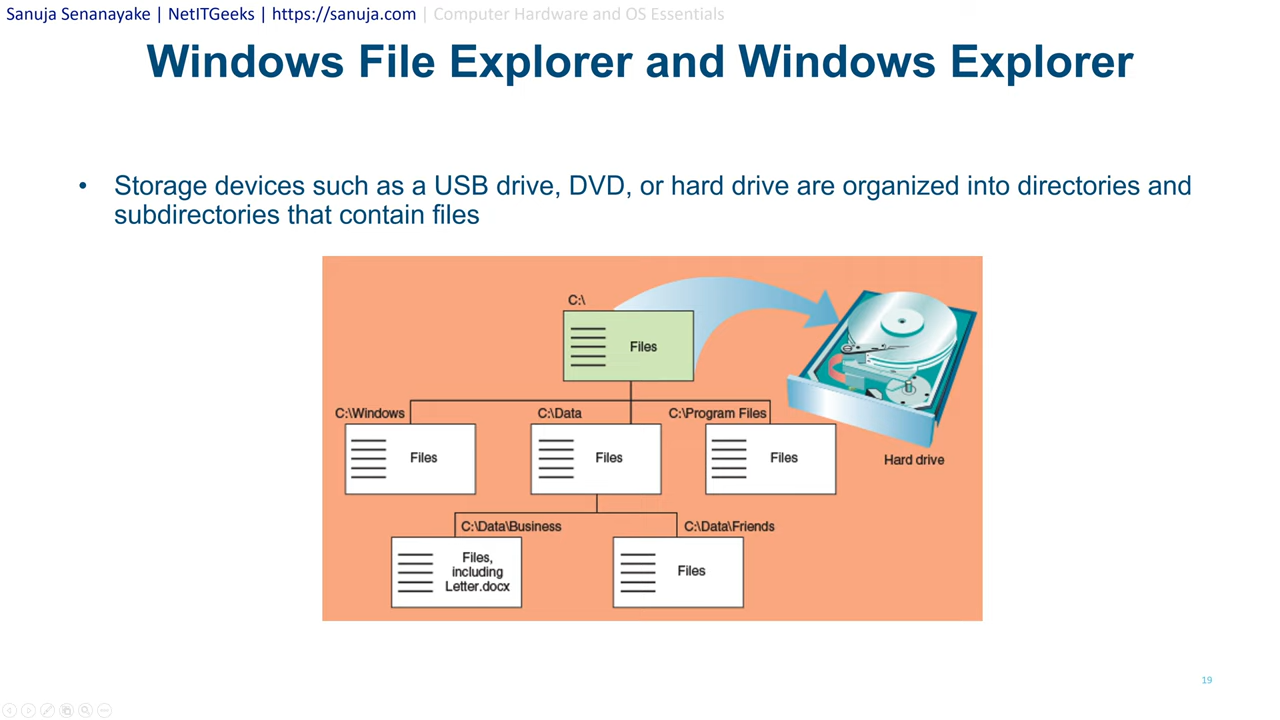 Sanuja Senanayake | NetITGeeks | https://sanuja.com | Computer Hardware and OS Essentials
Windows File Explorer and Windows Explorer
• Storage devices such as a USB drive, DVD, or hard drive are organized into directories and
subdirectories that contain files
C:\
Files
C:\Windows
C:\Data
C:\Program Files
Files
Files
Files
Hard drive
C:\Data\Business
C:\Data\Friends
Files,
including
Letter.docx
Files
19